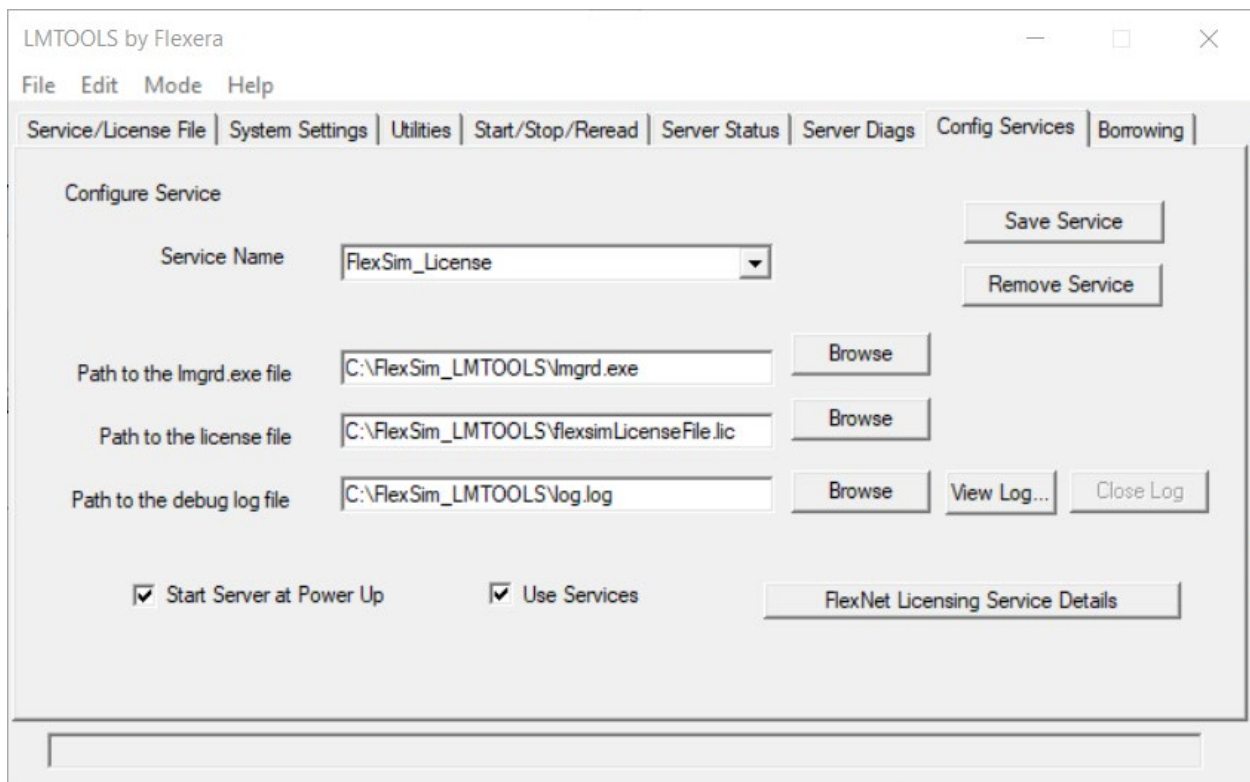 LMTOOLS by Flexera
File Edit Mode Help
Service/License File System Settings Utilities Start/Stop/Reread Server Status Server Diags Config Services Borrowing
Configure Service
Save Service
Service Name FlexSim_License
Remove Service
Path to the lmgrd.exe file C:\FlexSim_LMTOOLS\lmgrd.exe Browse
Path to the license file C:\FlexSim_LMTOOLS\flexsimLicenseFile.lic Browse
Path to the debug log file C:\FlexSim_LMTOOLS\log.log Browse View Log... Close Log
Start Server at Power Up Use Services FlexNet Licensing Service Details